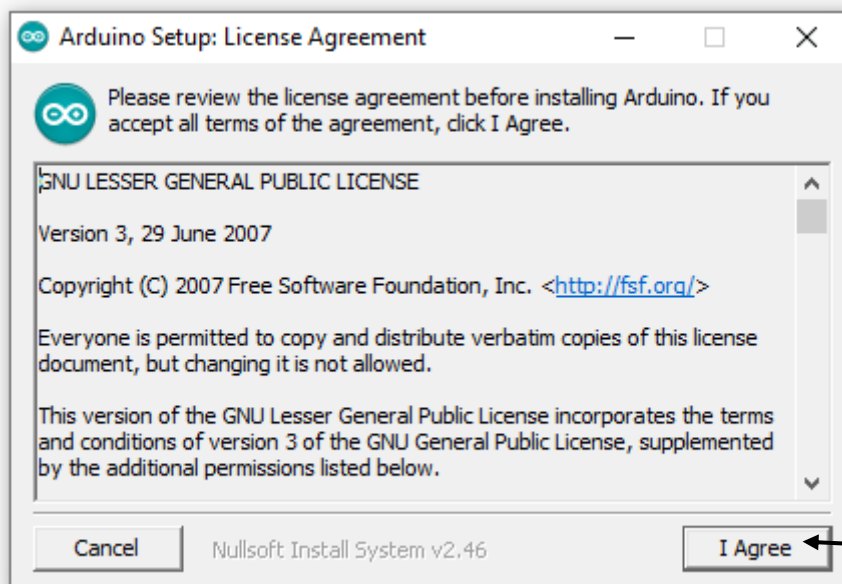 Arduino Setup: License Agreement
Please review the license agreement before installing Arduino. If you
accept all terms of the agreement, click I Agree.
GNU LESSER GENERAL PUBLIC LICENSE
Version 3, 29 June 2007
Copyright (C) 2007 Free Software Foundation, Inc. <http://fsf.org/>
Everyone is permitted to copy and distribute verbatim copies of this license
document, but changing it is not allowed.
This version of the GNU Lesser General Public License incorporates the terms
and conditions of version 3 of the GNU General Public License, supplemented
by the additional permissions listed below.
Cancel
Nullsoft Install System v2.46
I Agree